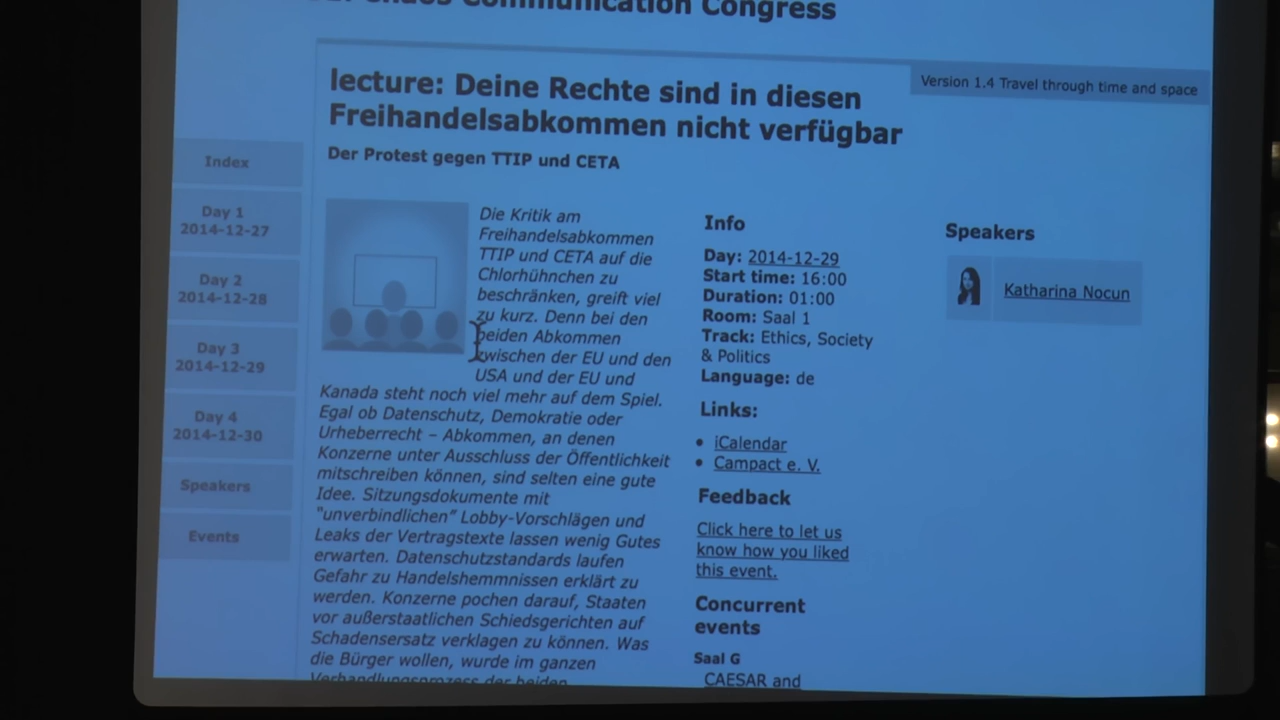 Chaos Communication Congress
Version 1.4 Travel through time and space
lecture: Deine Rechte sind in diesen
Freihandelsabkommen nicht verfügbar
Der Protest gegen TTIP und CETA
Index
Day 1
2014-12-27
Day 2
2014-12-28
Day 3
2014-12-29
Day 4
2014-12-30
Speakers
Events
Die Kritik am
Freihandelsabkommen
TTIP und CETA auf die
Chlorhühnchen zu
beschränken, greift viel
zu kurz. Denn bei den
beiden Abkommen
zwischen der EU und den
USA und der EU und
Kanada steht noch viel mehr auf dem Spiel.
Egal ob Datenschutz, Demokratie oder
Urheberrecht – Abkommen, an denen
Konzerne unter Ausschluss der Öffentlichkeit
mitschreiben können, sind selten eine gute
Idee. Sitzungsdokumente mit
"unverbindlichen" Lobby-Vorschlägen und
Leaks der Vertragstexte lassen wenig Gutes
erwarten. Datenschutzstandards laufen
Gefahr zu Handelshemmnissen erklärt zu
werden. Konzerne pochen darauf, Staaten
vor außerstaatlichen Schiedsgerichten auf
Schadensersatz verklagen zu können. Was
die Bürger wollen, wurde im ganzen
Verhandlungsprozess der beiden
Info
Day: 2014-12-29
Start time: 16:00
Duration: 01:00
Room: Saal 1
Track: Ethics, Society
& Politics
Language: de
Links:
• iCalendar
• Campact e. V.
Feedback
Click here to let us
know how you liked
this event.
Concurrent
events
Saal G
CAESAR and
Speakers
Katharina Nocun